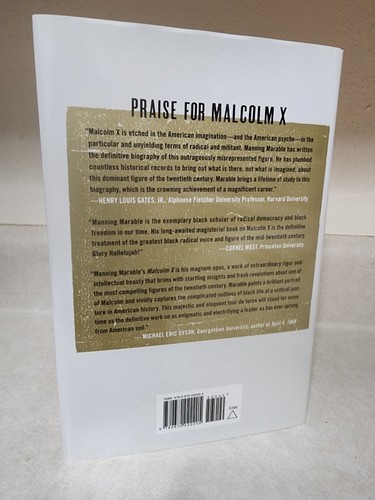 PRAISE FOR MALCOLM X
"Malcolm X is etched in the American imagination—and the American psyche—in the
particular and unyielding terms of radical and militant. Manning Marable has written
the definitive biography of this outrageously misrepresented figure. He has plumbed
countless historical records to bring out what is there, not what is imagined, about
this dominant figure of the twentieth century. Marable brings a lifetime of study to this
biography, which is the crowning achievement of a magnificent career."
—HENRY LOUIS GATES, JR., Alphonse Fletcher University Professor, Harvard University
"Manning Marable is the exemplary black scholar of radical democracy and black
freedom in our time. His long-awaited magisterial book on Malcolm X is the definitive
treatment of the greatest black radical voice and figure of the mid-twentieth century.
Glory Hallelujah!"
—CORNEL WEST, Princeton University
"Manning Marable's Malcolm X is his magnum opus, a work of extraordinary rigor and
intellectual beauty that brims with startling insights and fresh revelations about one of
the most compelling figures of the twentieth century. Marable paints a brilliant portrait
of Malcolm and vividly captures the complicated outlines of black life at a critical junc-
ture in American history. This majestic and eloquent tour de force will stand for some
time as the definitive work on as enigmatic and electrifying a leader as has ever sprung
from American soil."
—MICHAEL ERIC DYSON, Georgetown University, author of April 4, 1968
ISBN
EAN